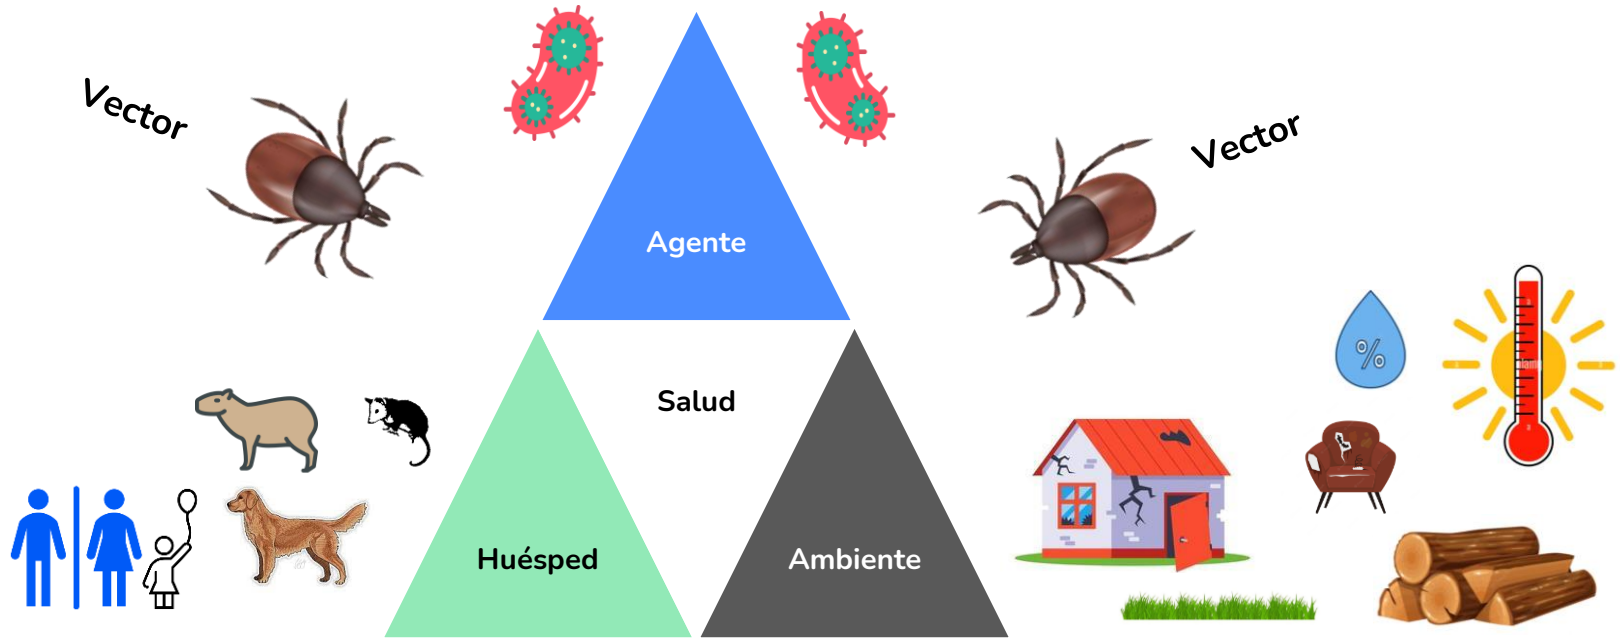 Vector
Vector
Agente
%
Salud
Huésped
Ambiente